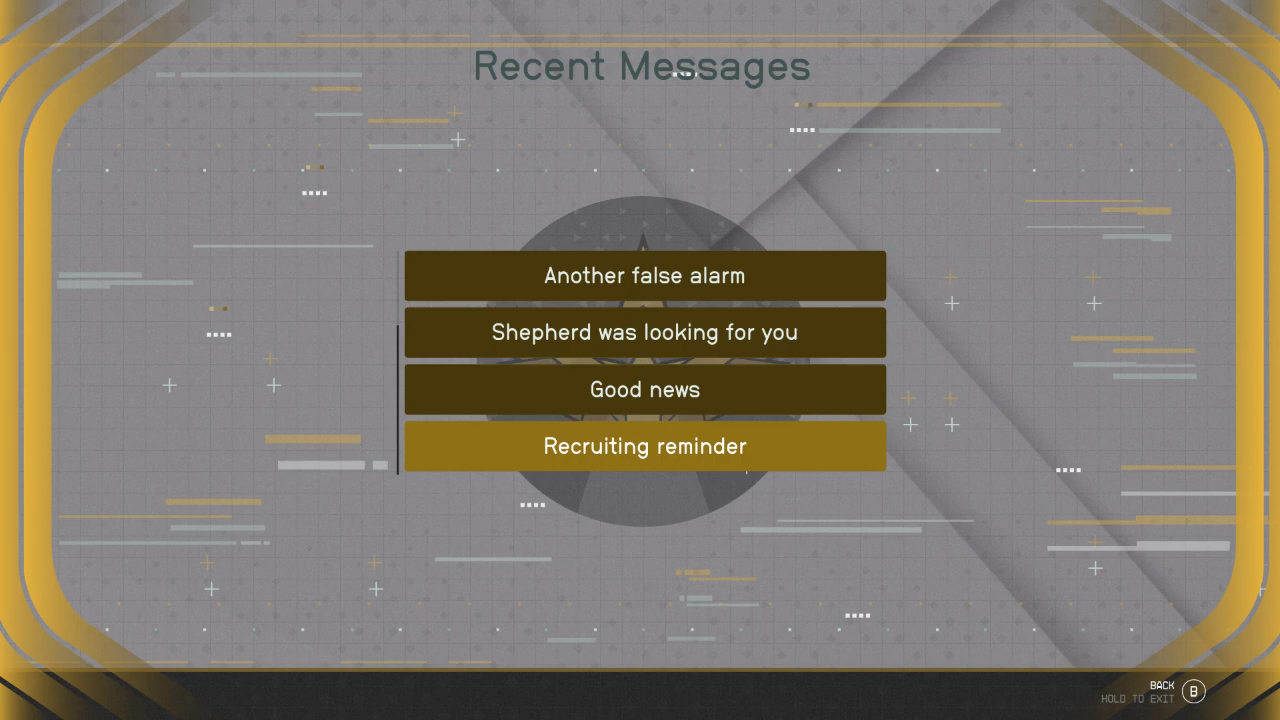 Recent Messages
Another false alarm
Shepherd was looking for you
Good news
Recruiting reminder
BACK
HOLD TO EXIT
B